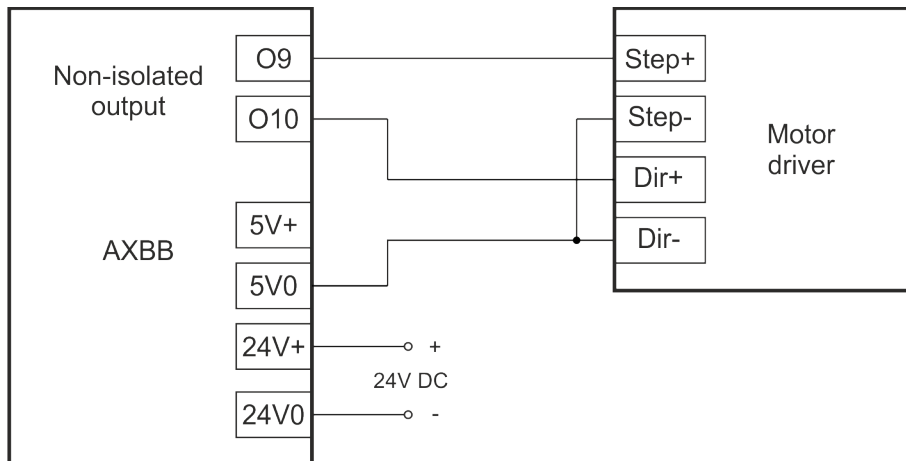 Non-isolated
output
AXBB
O9
O10
5V+
5V0
24V+
24V0
+
24V DC
-
Step+
Step-
Dir+
Dir-
Motor
driver